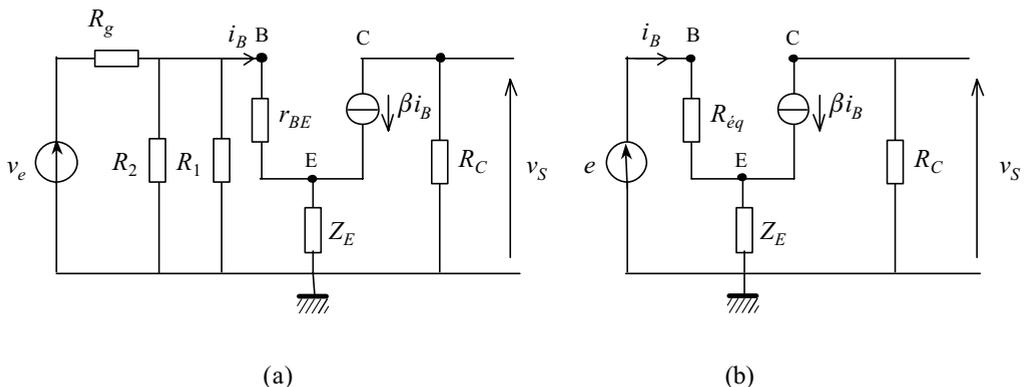 R_g
i_B B C
r_BE
βi_B
v_e
R_2 R_1
E
R_C
v_S
Z_E
(a)
i_B B C
R_éq
βi_B
e
E
R_C
v_S
Z_E
(b)